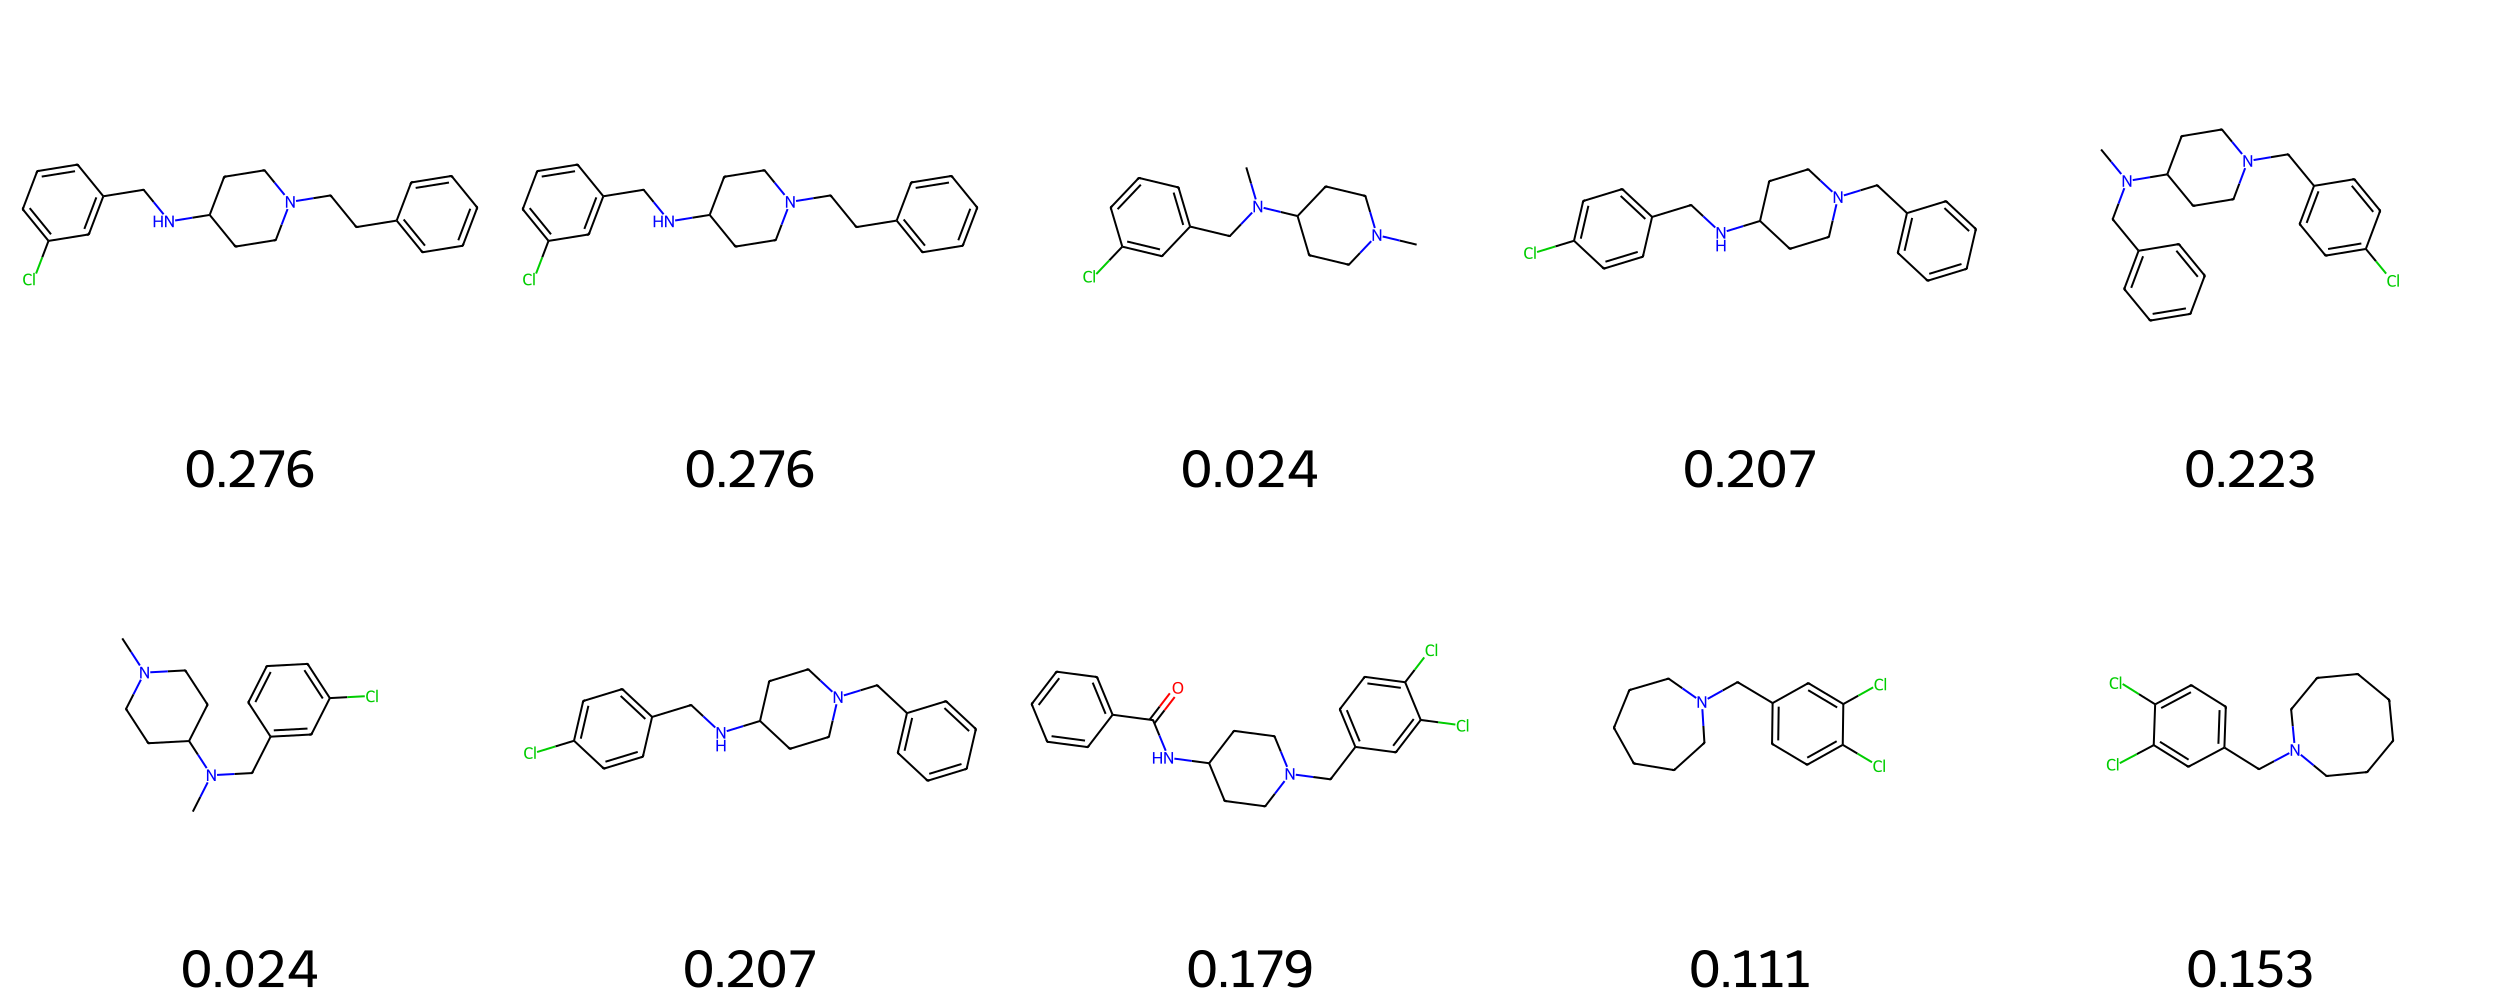 Cl HN N
Cl HN N
Cl N N
Cl N H N
N N Cl
0.276 0.276 0.024 0.207 0.223
N N Cl
Cl N H N
O HN N Cl Cl
N Cl Cl
Cl Cl N
0.024 0.207 0.179 0.111 0.153